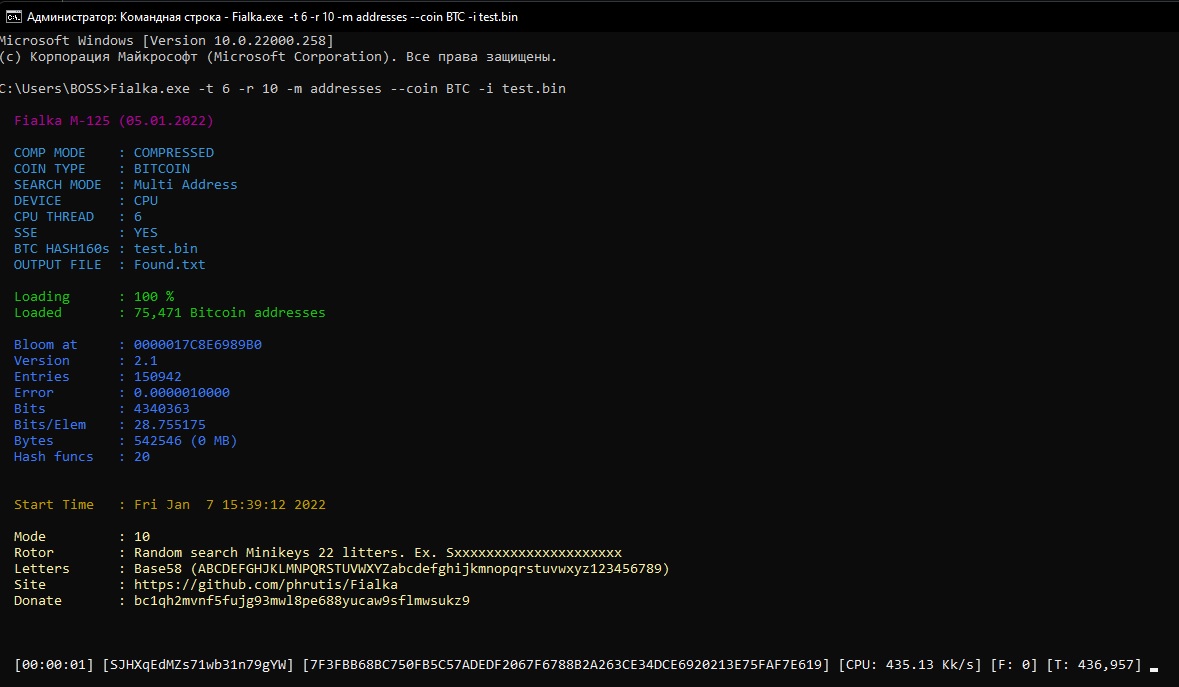 Администратор: Командная строка - Fialka.exe -t 6 -r 10 -m addresses --coin BTC -i test.bin
Microsoft Windows [Version 10.0.22000.258]
(c) Корпорация Майкрософт (Microsoft Corporation). Все права защищены.
C:\Users\BOSS>Fialka.exe -t 6 -r 10 -m addresses --coin BTC -i test.bin
Fialka M-125 (05.01.2022)
COMP MODE : COMPRESSED
COIN TYPE : BITCOIN
SEARCH MODE : Multi Address
DEVICE : CPU
CPU THREAD : 6
SSE : YES
BTC HASH160s : test.bin
OUTPUT FILE : Found.txt
Loading : 100 %
Loaded : 75,471 Bitcoin addresses
Bloom at : 0000017C8E6989B0
Version : 2.1
Entries : 150942
Error : 0.0000010000
Bits : 4340363
Bits/Elem : 28.755175
Bytes : 542546 (0 MB)
Hash funcs : 20
Start Time : Fri Jan 7 15:39:12 2022
Mode : 10
Rotor : Random search Minikeys 22 litters. Ex. Sxxxxxxxxxxxxxxxxxxxxx
Letters : Base58 (ABCDEFGHJKLMNPQRSTUVWXYZabcdefghijkmnopqrstuvwxyz123456789)
Site : https://github.com/phrutis/Fialka
Donate : bc1qh2mvnf5fujg93mwl8pe688yucaw9sflmwsukz9
[00:00:01] [SJHXqEdMZs71wb31n79gYW] [7F3FBB68BC750FB5C57ADEDF2067F6788B2A263CE34DCE6920213E75FAF7E619] [CPU: 435.13 Kk/s] [F: 0] [T: 436,957]